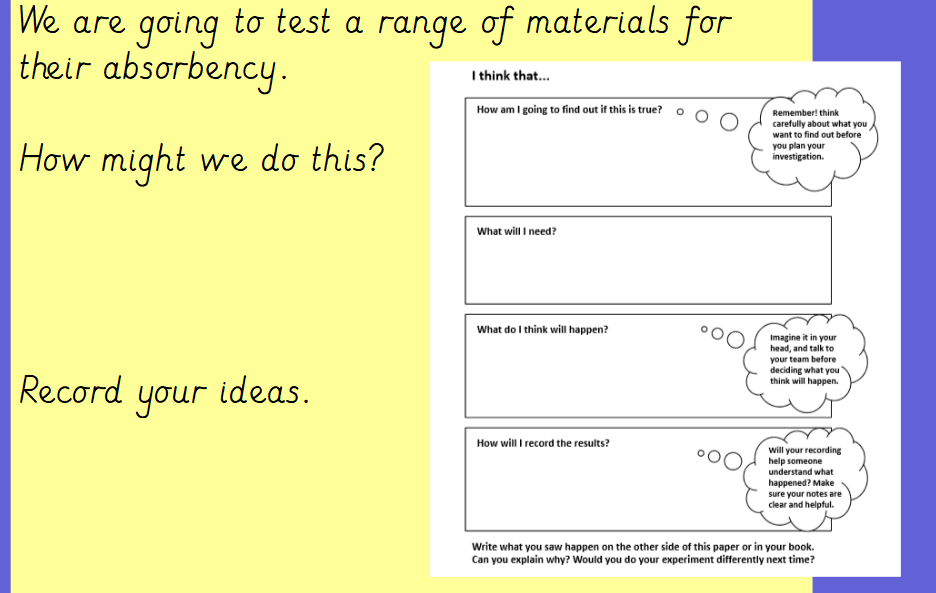 We are going to test a range of materials for
their absorbency.
How might we do this?
Record your ideas.
I think that...
How am I going to find out if this is true?
Remember! think
carefully about what you
want to find out before
you plan your
investigation.
What will I need?
What do I think will happen?
Imagine it in your
head, and talk to
your team before
deciding what you
think will happen.
How will I record the results?
Will your recording
help someone
understand what
happened? Make
sure your notes are
clear and helpful.
Write what you saw happen on the other side of this paper or in your book.
Can you explain why? Would you do your experiment differently next time?